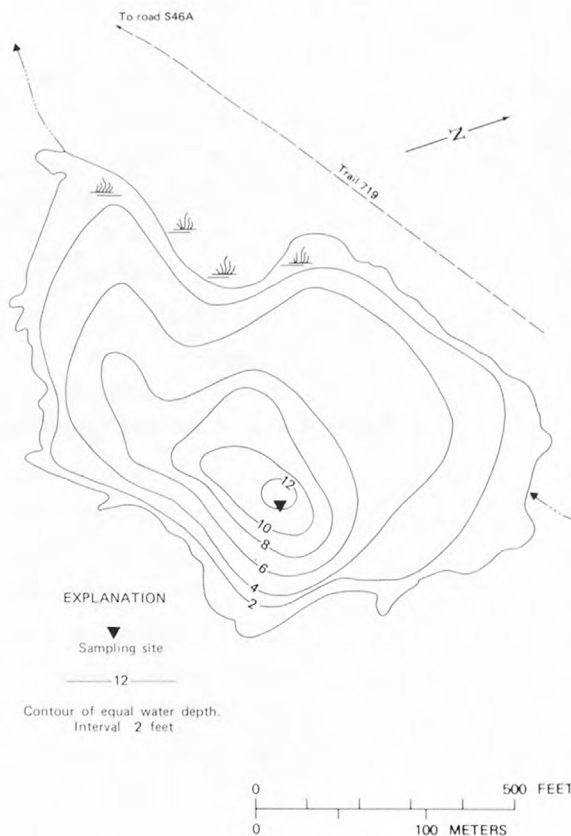 To road S46A
N
Trail 719
12
10
8
6
4
2
EXPLANATION
Sampling site
12
Contour of equal water depth.
Interval 2 feet
0 500 FEET
0 100 METERS